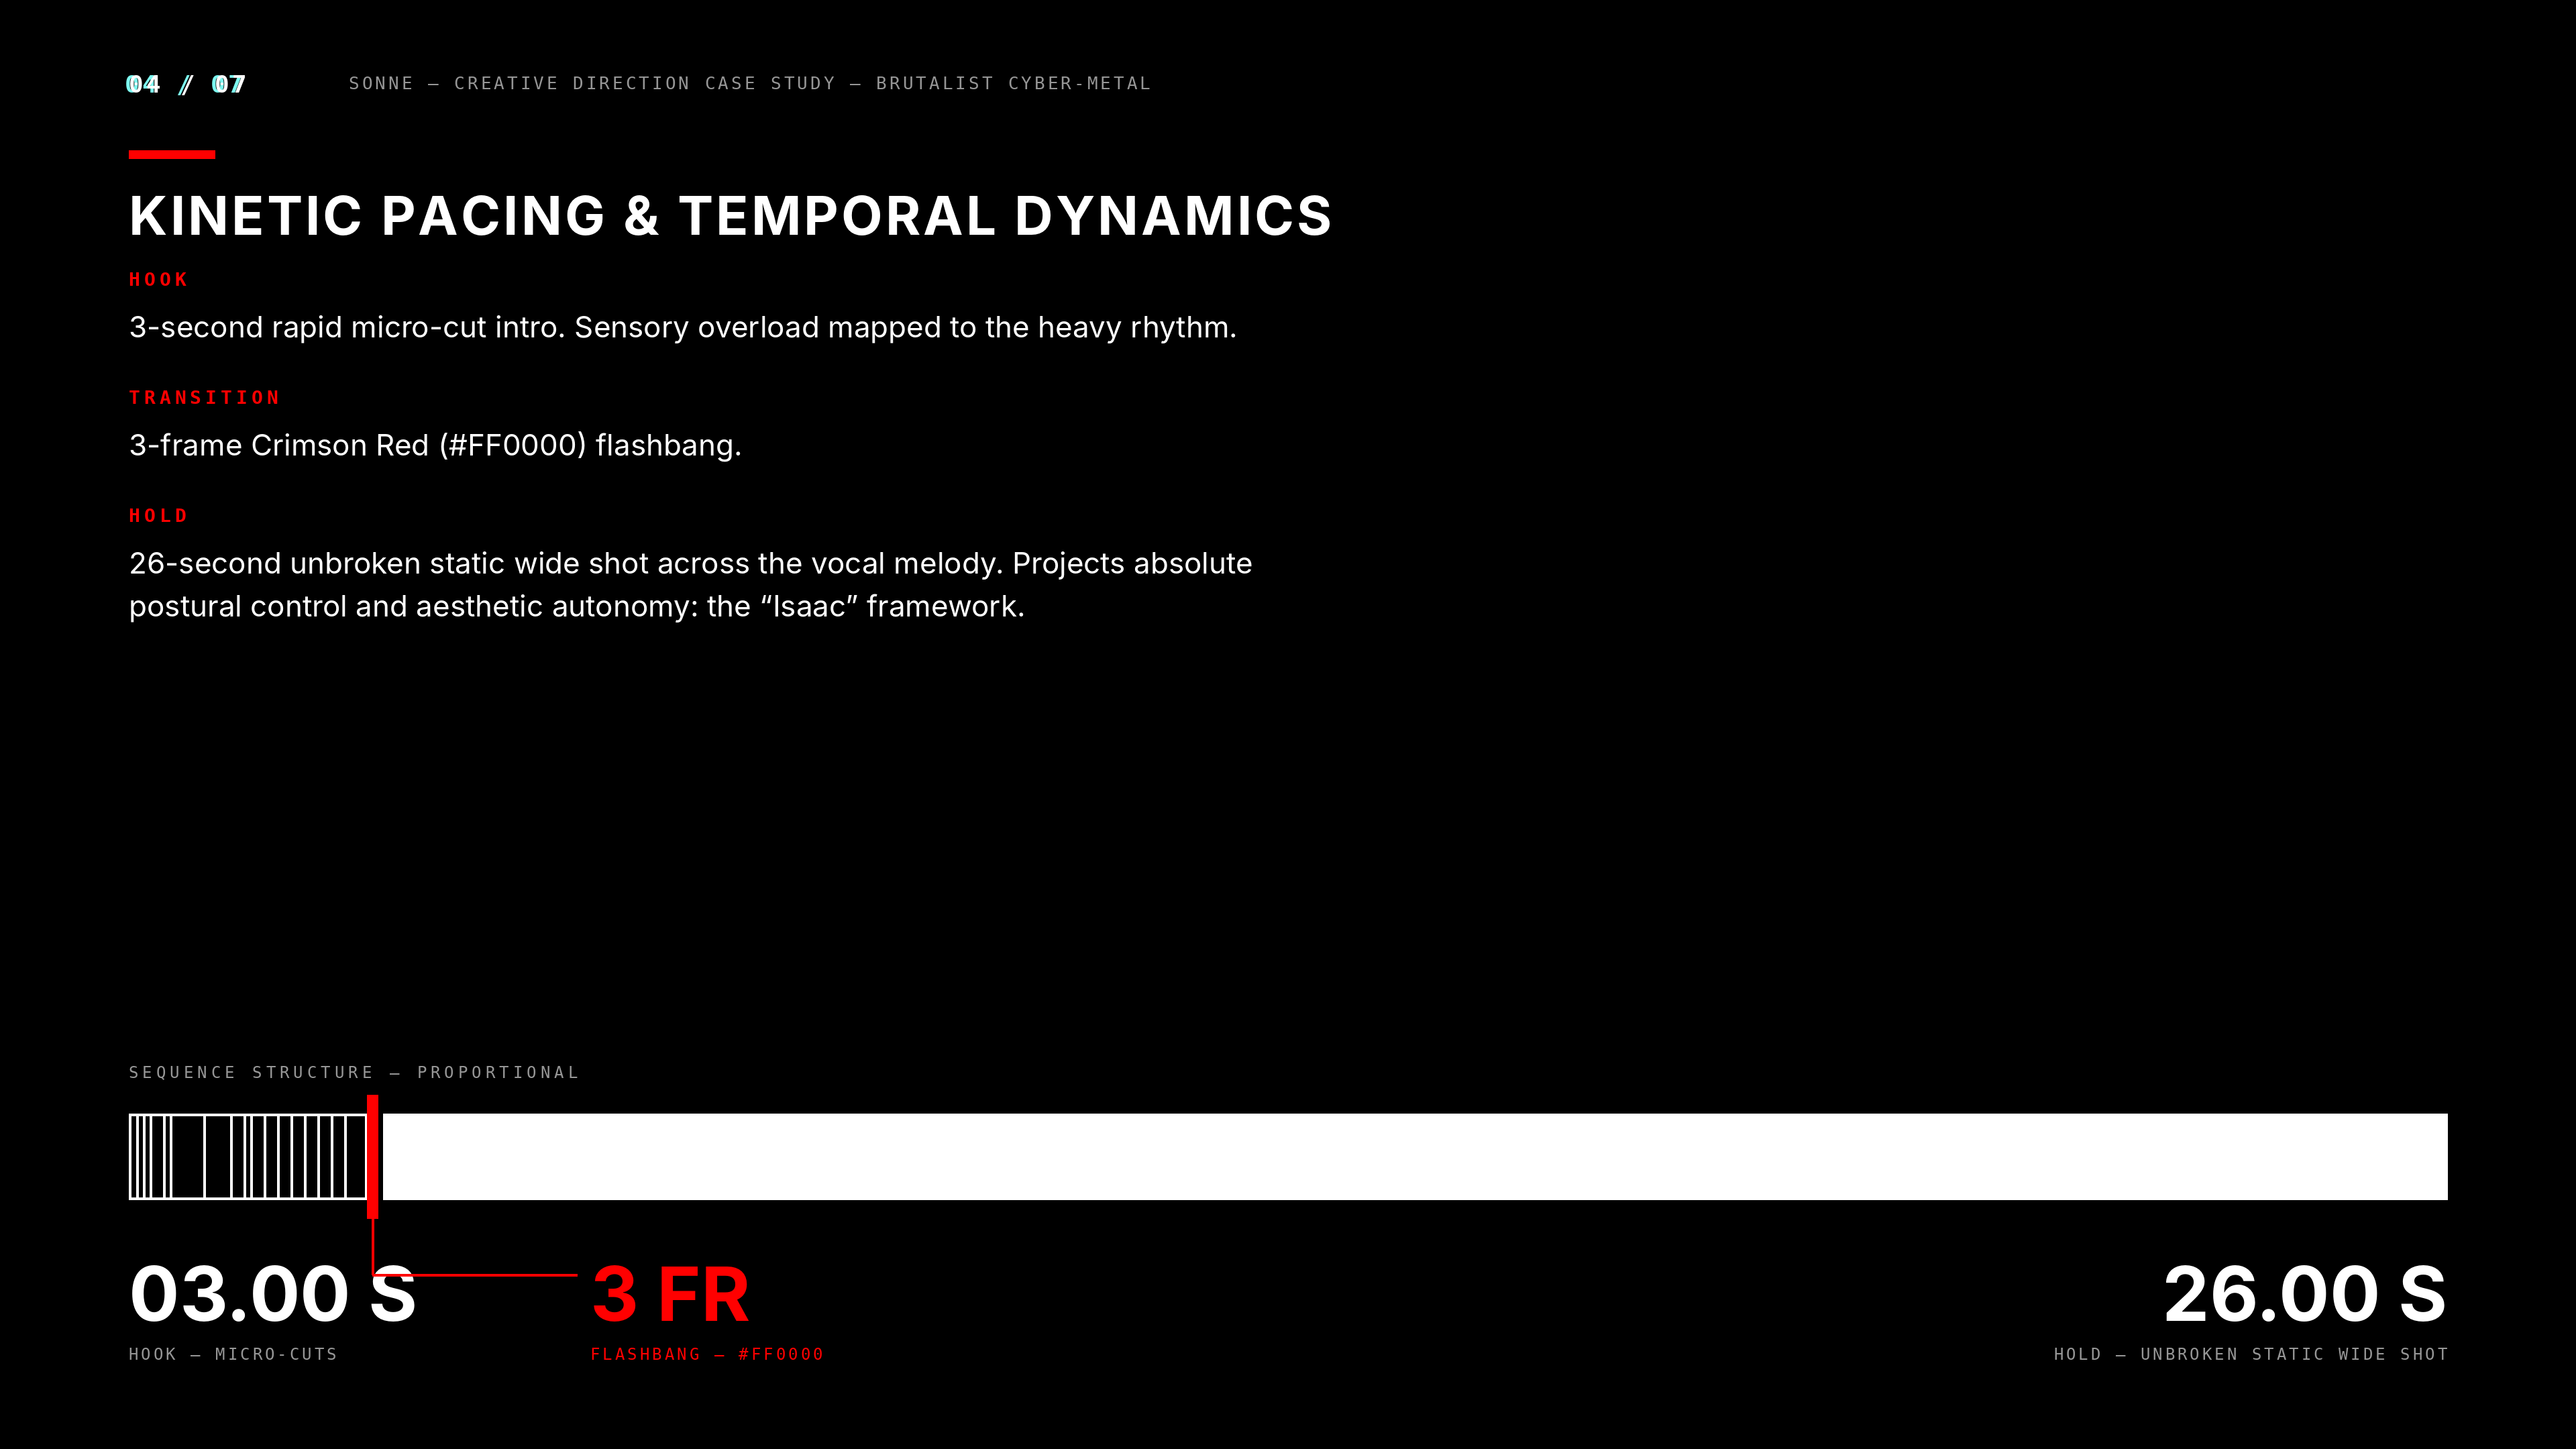 04 / 07
SONNE — CREATIVE DIRECTION CASE STUDY — BRUTALIST CYBER-METAL
KINETIC PACING & TEMPORAL DYNAMICS
HOOK
3-second rapid micro-cut intro. Sensory overload mapped to the heavy rhythm.
TRANSITION
3-frame Crimson Red (#FF0000) flashbang.
HOLD
26-second unbroken static wide shot across the vocal melody. Projects absolute
postural control and aesthetic autonomy: the “Isaac” framework.
SEQUENCE STRUCTURE — PROPORTIONAL
03.00 S
HOOK — MICRO-CUTS
3 FR
FLASHBANG — #FF0000
26.00 S
HOLD — UNBROKEN STATIC WIDE SHOT